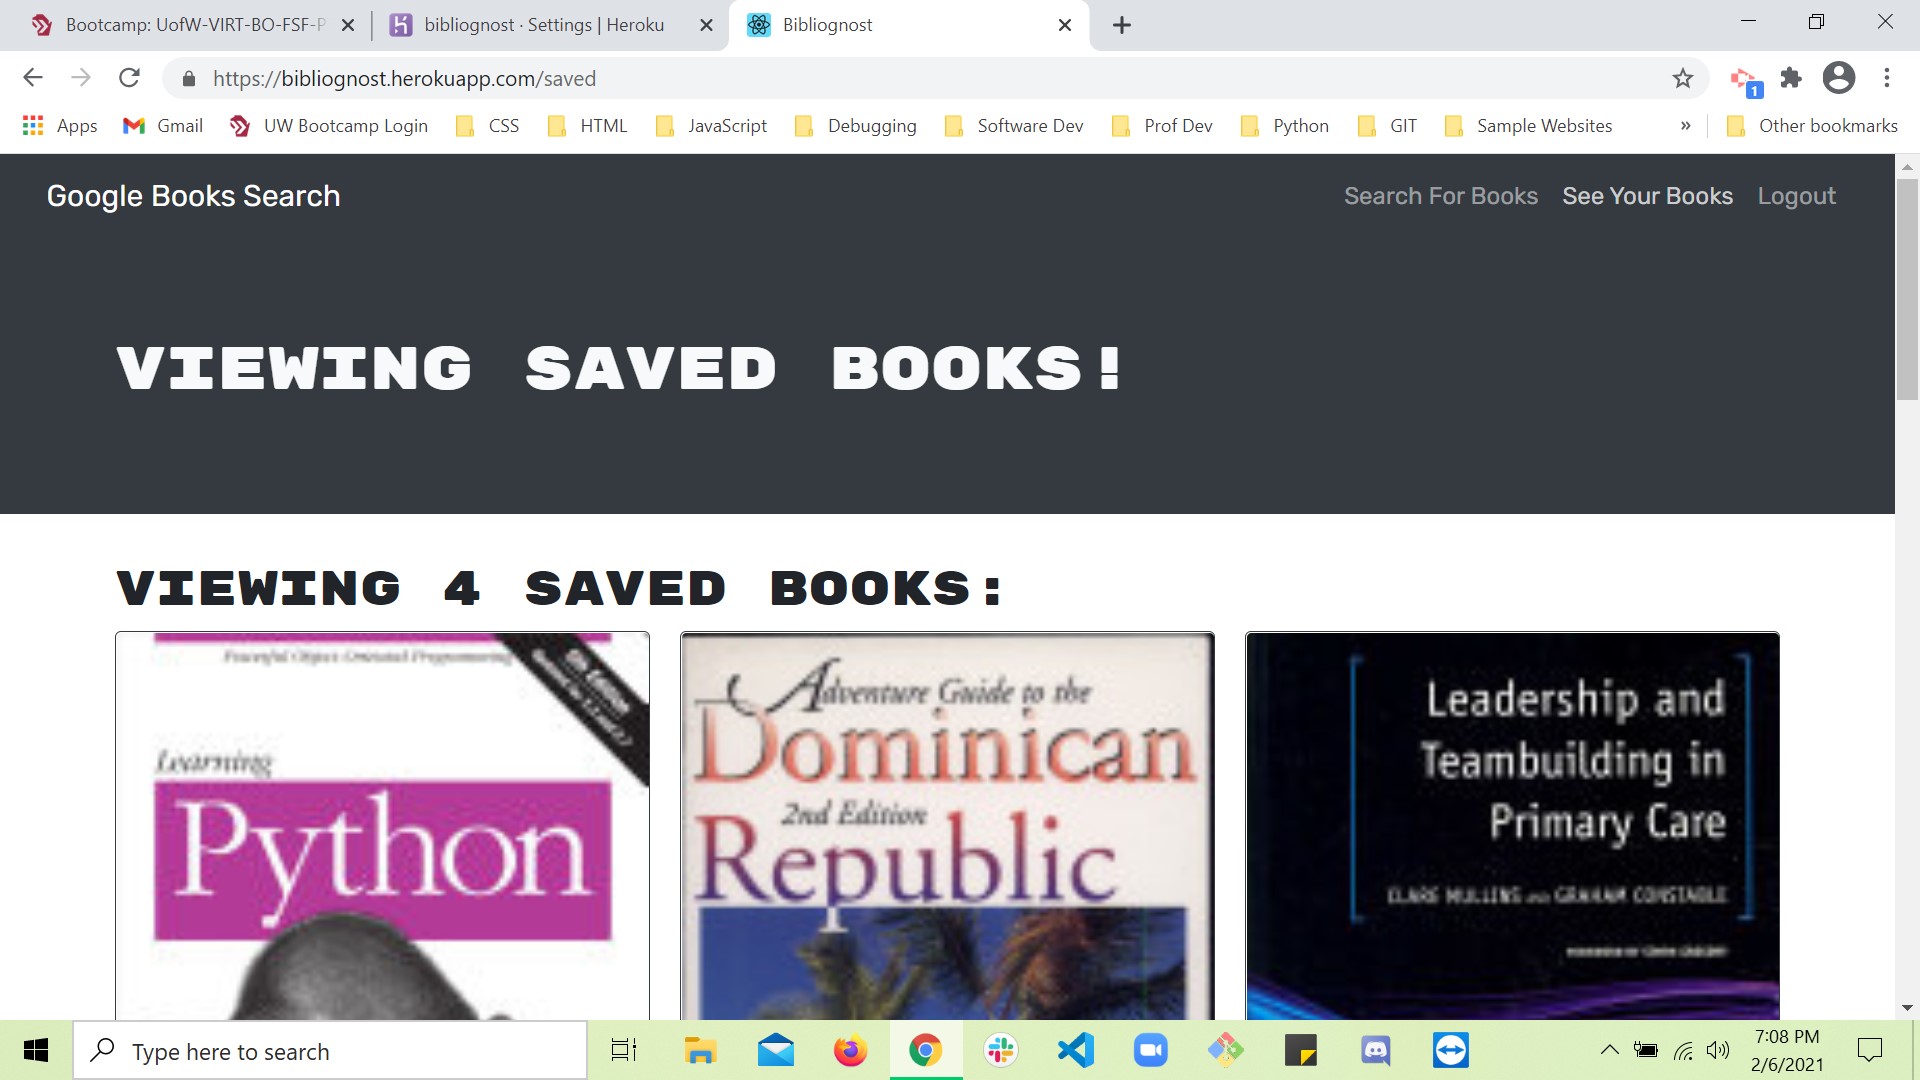 Bootcamp: UofW-VIRT-BO-FSF-P
bibliognost · Settings | Heroku
Bibliognost
https://bibliognost.herokuapp.com/saved
1
Apps
Gmail
UW Bootcamp Login
CSS
HTML
JavaScript
Debugging
Software Dev
Prof Dev
Python
GIT
Sample Websites
»
Other bookmarks
Google Books Search
Search For Books
See Your Books
Logout
VIEWING SAVED BOOKS!
VIEWING 4 SAVED BOOKS:
Powerful Object-Oriented Programming
Learning
Python
Adventure Guide to the
Dominican
2nd Edition
Republic
Leadership and
Teambuilding in
Primary Care
CLARE MULLINS AND GRAHAM CONSTABLE
Type here to search
7:08 PM
2/6/2021